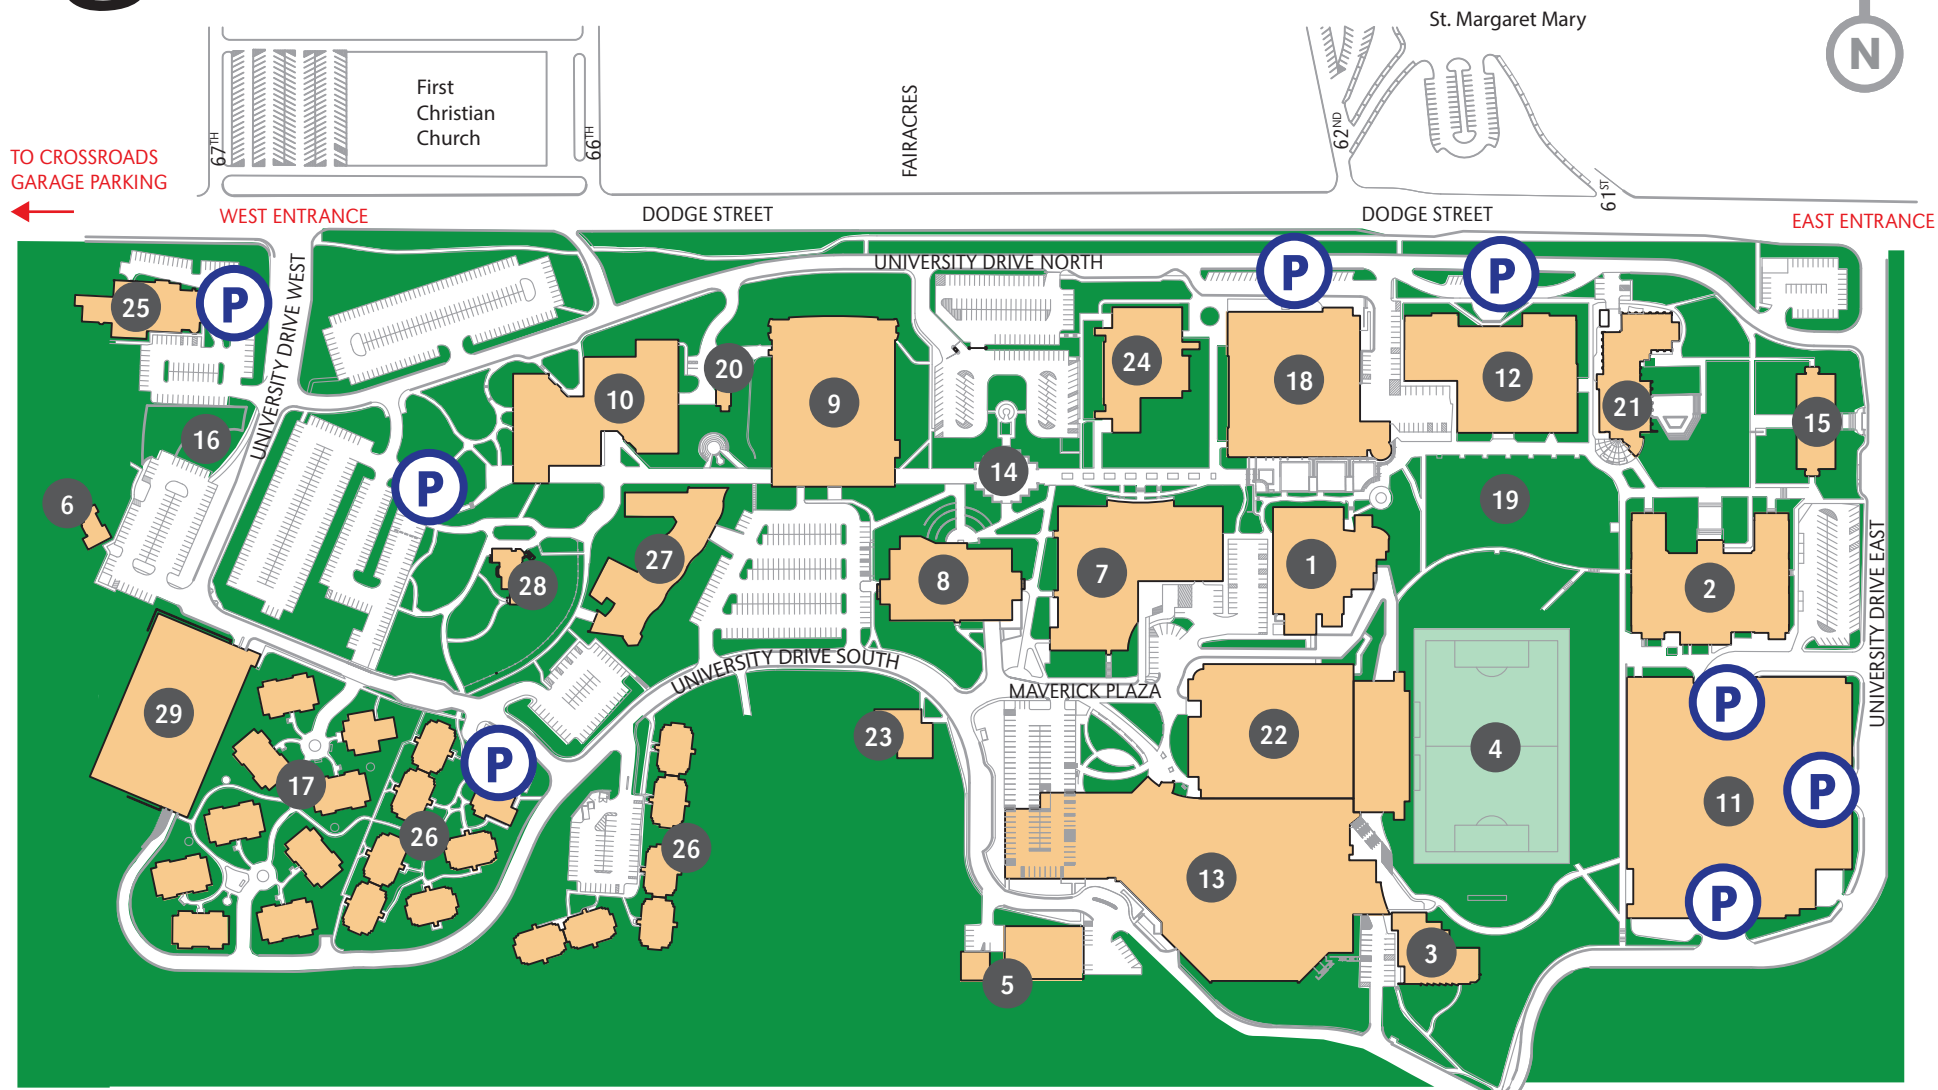 St. Margaret Mary
N
First
Christian
Church
67TH
66TH
FAIRACRES
62ND
61ST
TO CROSSROADS
GARAGE PARKING
WEST ENTRANCE
DODGE STREET
DODGE STREET
EAST ENTRANCE
UNIVERSITY DRIVE NORTH
UNIVERSITY DRIVE WEST
P
P
P
25
20
24
18
12
10
9
21
15
16
14
P
6
19
27
28
8
7
1
2
UNIVERSITY DRIVE EAST
UNIVERSITY DRIVE SOUTH
MAVERICK PLAZA
29
23
22
4
P
P
17
P
11
26
26
13
P
3
5